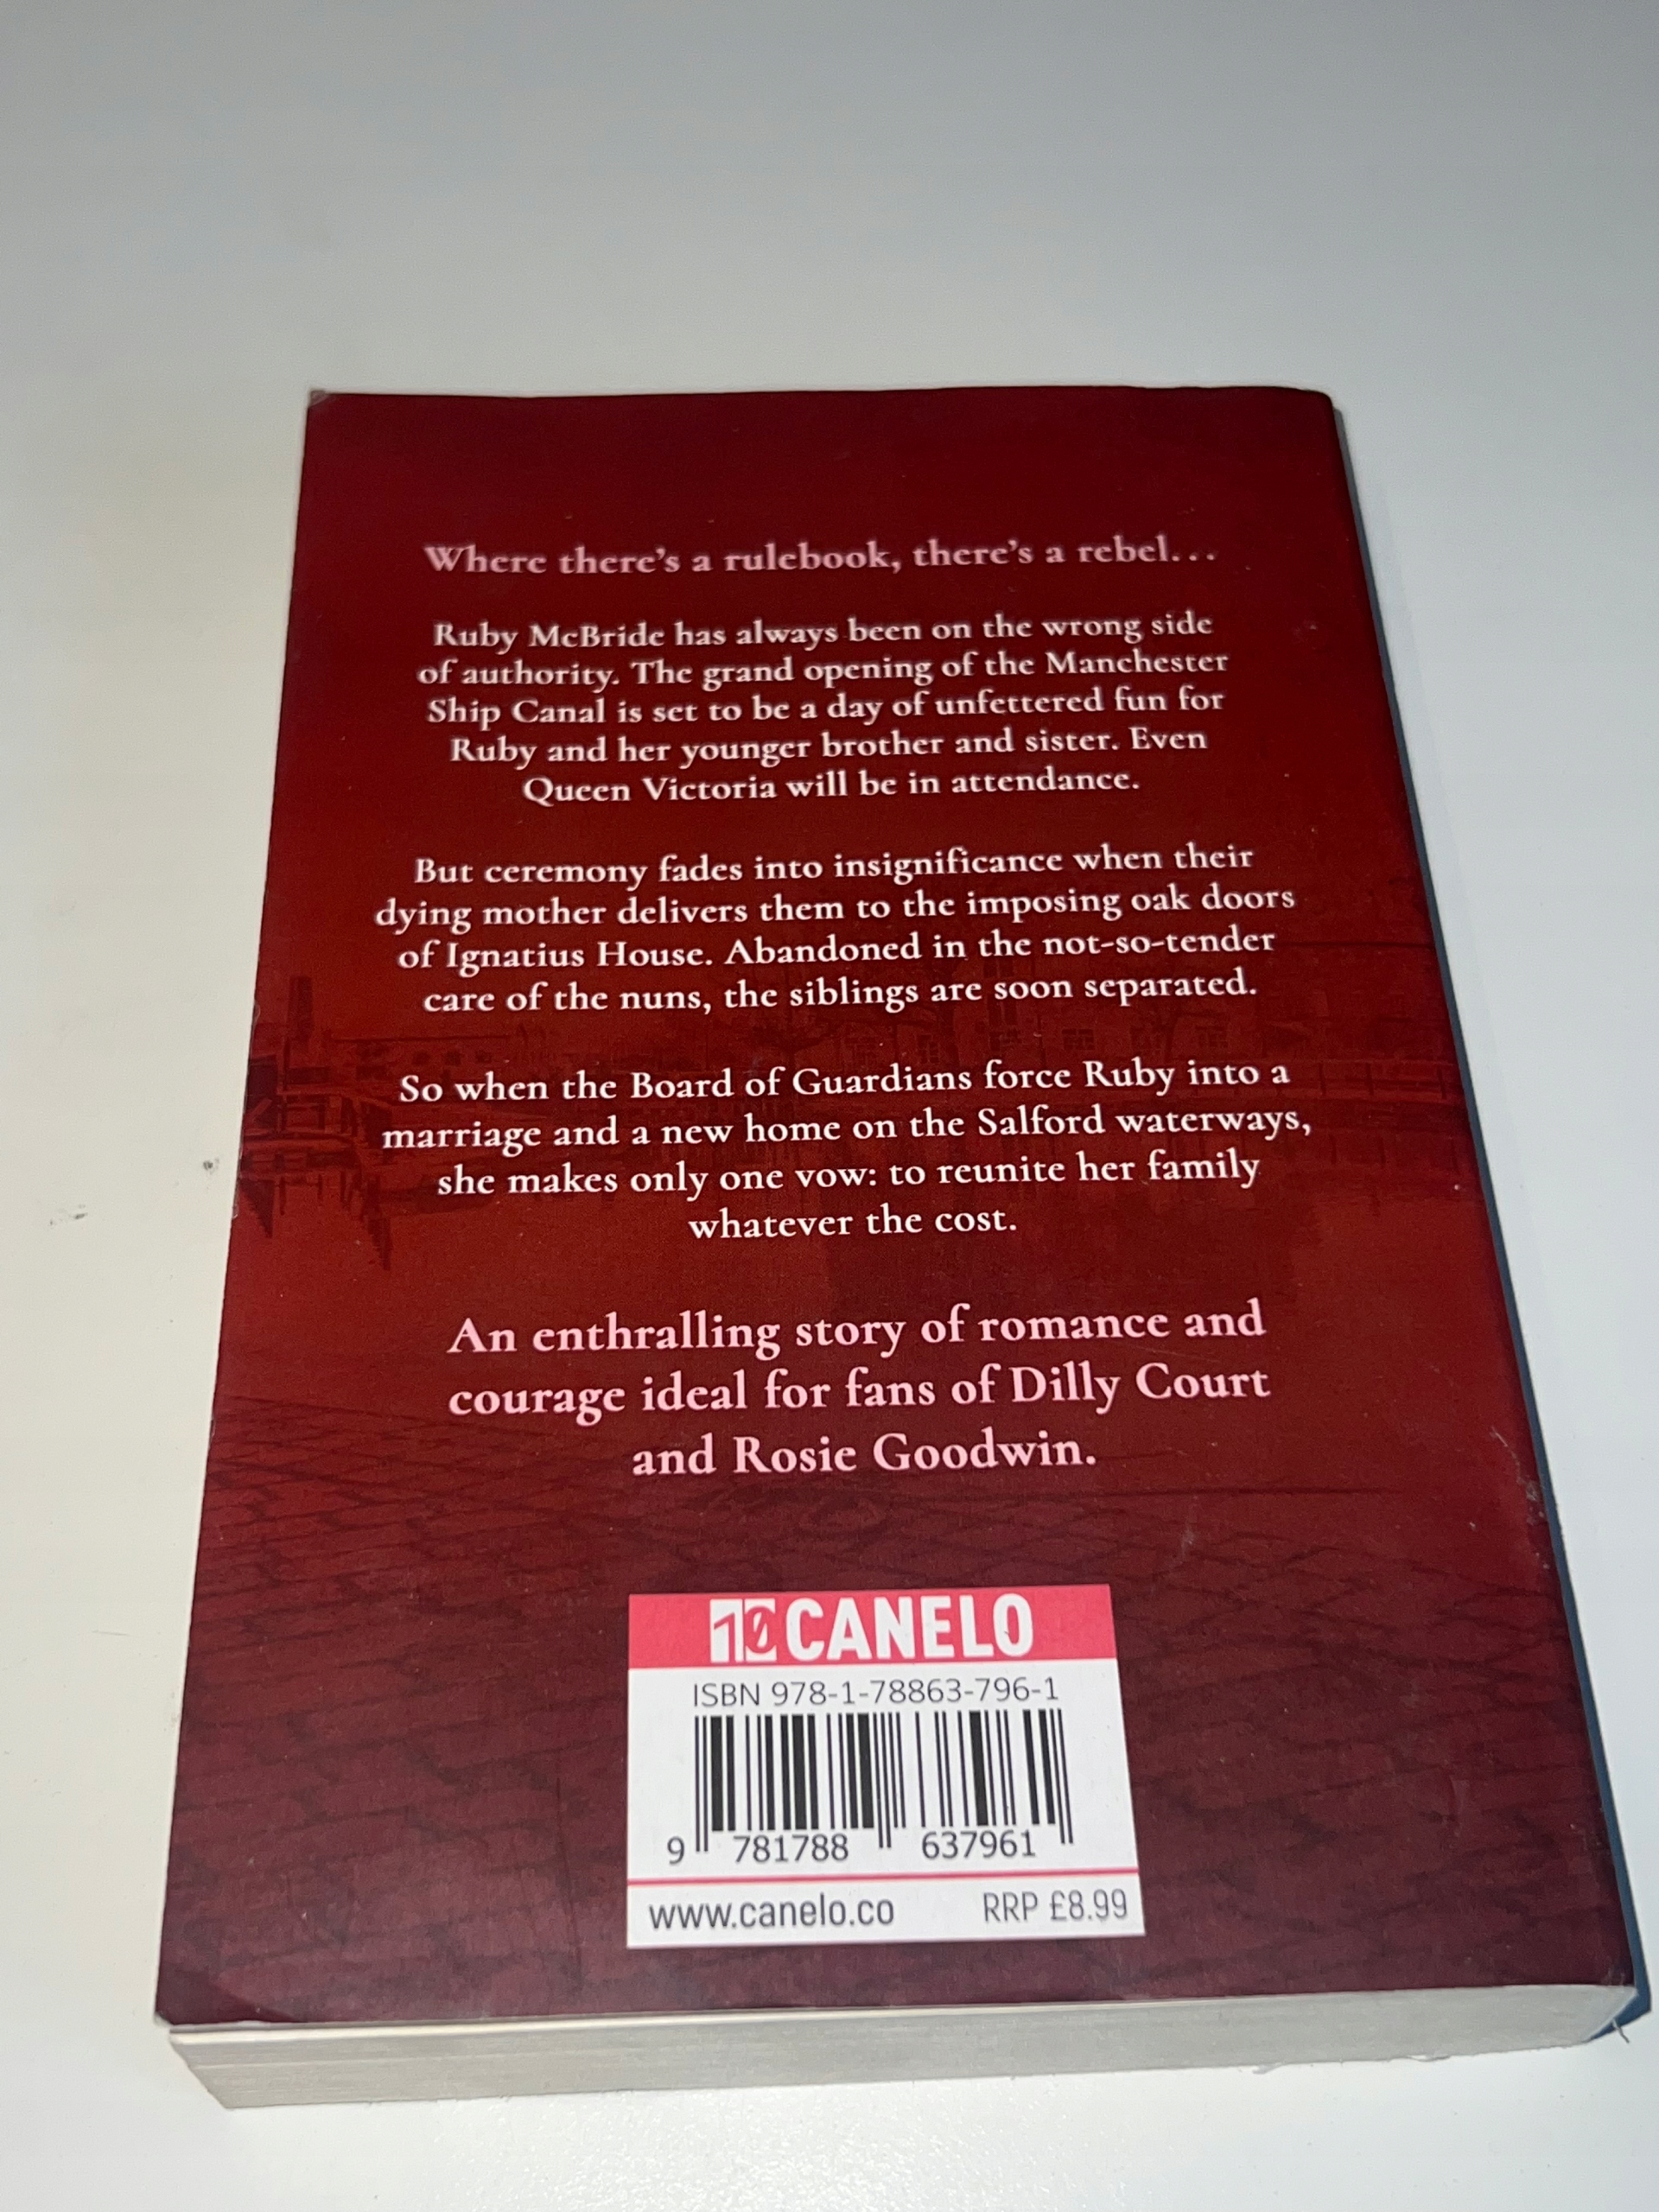 Where there's a rulebook, there's a rebel...
Ruby McBride has always been on the wrong side
of authority. The grand opening of the Manchester
Ship Canal is set to be a day of unfettered fun for
Ruby and her younger brother and sister. Even
Queen Victoria will be in attendance.
But ceremony fades into insignificance when their
dying mother delivers them to the imposing oak doors
of Ignatius House. Abandoned in the not-so-tender
care of the nuns, the siblings are soon separated.
So when the Board of Guardians force Ruby into a
marriage and a new home on the Salford waterways,
she makes only one vow: to reunite her family
whatever the cost.
An enthralling story of romance and
courage ideal for fans of Dilly Court
and Rosie Goodwin.
10 CANELO
ISBN 978-1-78863-796-1
9 781788 637961
www.canelo.co RRP £8.99